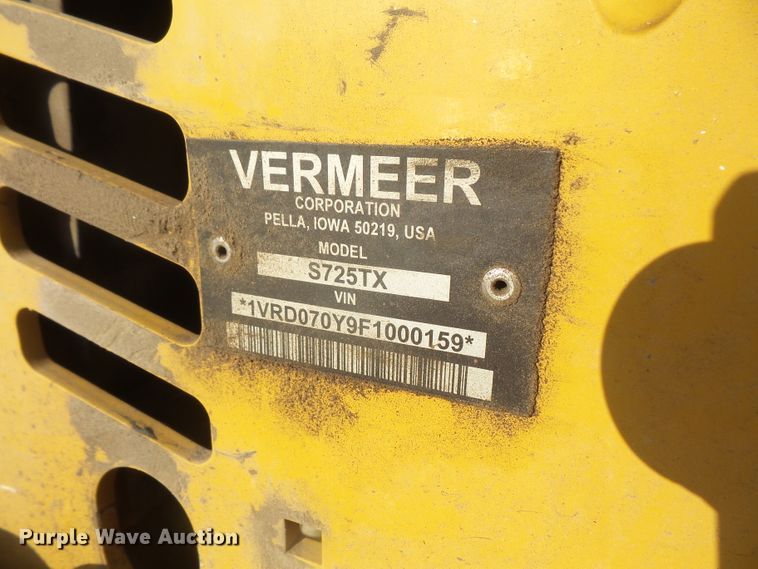 VERMEER
CORPORATION
PELLA, IOWA 50219, USA
MODEL
S725TX
VIN
*1VRD070Y9F1000159*
Purple Wave Auction